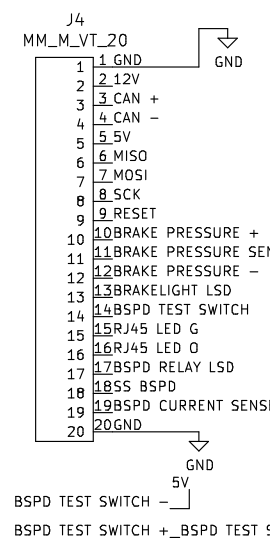 J4
MM_M_VT_20
1 1 GND
GND
2 2 12V
3 3 CAN +
4 4 CAN -
5 5 5V
6 6 MISO
7 7 MOSI
8 8 SCK
9 9 RESET
10 10 BRAKE PRESSURE +
11 11 BRAKE PRESSURE SEN
12 12 BRAKE PRESSURE -
13 13 BRAKELIGHT LSD
14 14 BSPD TEST SWITCH
15 15 RJ45 LED G
16 16 RJ45 LED O
17 17 BSPD RELAY LSD
18 18 SS BSPD
19 19 BSPD CURRENT SENS
20 20 GND
GND
5V
BSPD TEST SWITCH -
BSPD TEST SWITCH + BSPD TEST S